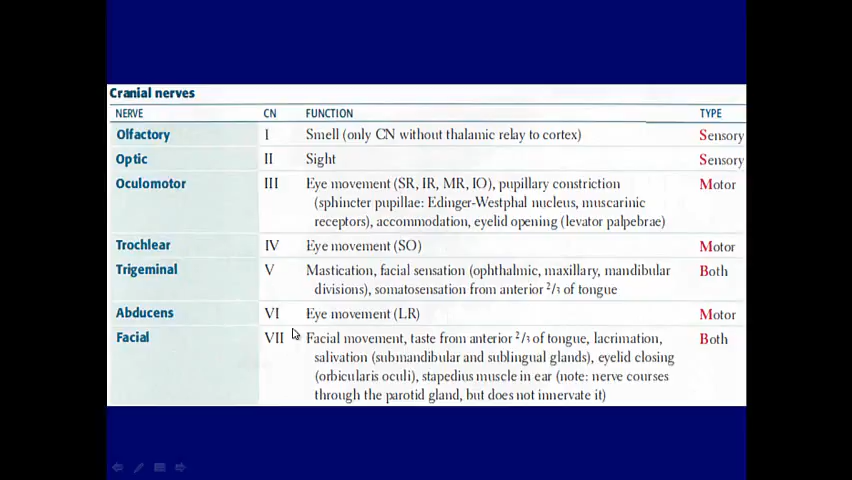 Cranial nerves
NERVE CN FUNCTION TYPE
Olfactory I Smell (only CN without thalamic relay to cortex) Sensory
Optic II Sight Sensory
Oculomotor III Eye movement (SR, IR, MR, IO), pupillary constriction Motor
(sphincter pupillae: Edinger-Westphal nucleus, muscarinic
receptors), accommodation, eyelid opening (levator palpebrae)
Trochlear IV Eye movement (SO) Motor
Trigeminal V Mastication, facial sensation (ophthalmic, maxillary, mandibular Both
divisions), somatosensation from anterior 2/3 of tongue
Abducens VI Eye movement (LR) Motor
Facial VII Facial movement, taste from anterior 2/3 of tongue, lacrimation, Both
salivation (submandibular and sublingual glands), eyelid closing
(orbicularis oculi), stapedius muscle in ear (note: nerve courses
through the parotid gland, but does not innervate it)